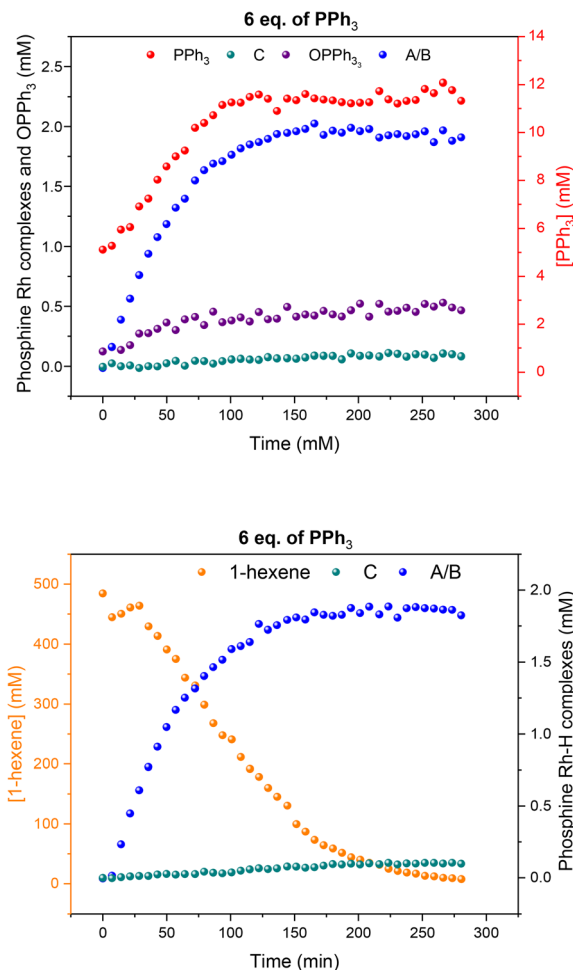 6 eq. of PPh3
PPh3 C OPPh33 A/B
Phosphine Rh complexes and OPPh3 (mM)
2.5
2.0
1.5
1.0
0.5
0.0
14
12
10
8
6
4
2
0
[PPh3] (mM)
0 50 100 150 200 250 300
Time (mM)
6 eq. of PPh3
1-hexene C A/B
[1-hexene] (mM)
500
400
300
200
100
0
2.0
1.5
1.0
0.5
0.0
Phosphine Rh-H complexes (mM)
0 50 100 150 200 250 300
Time (min)